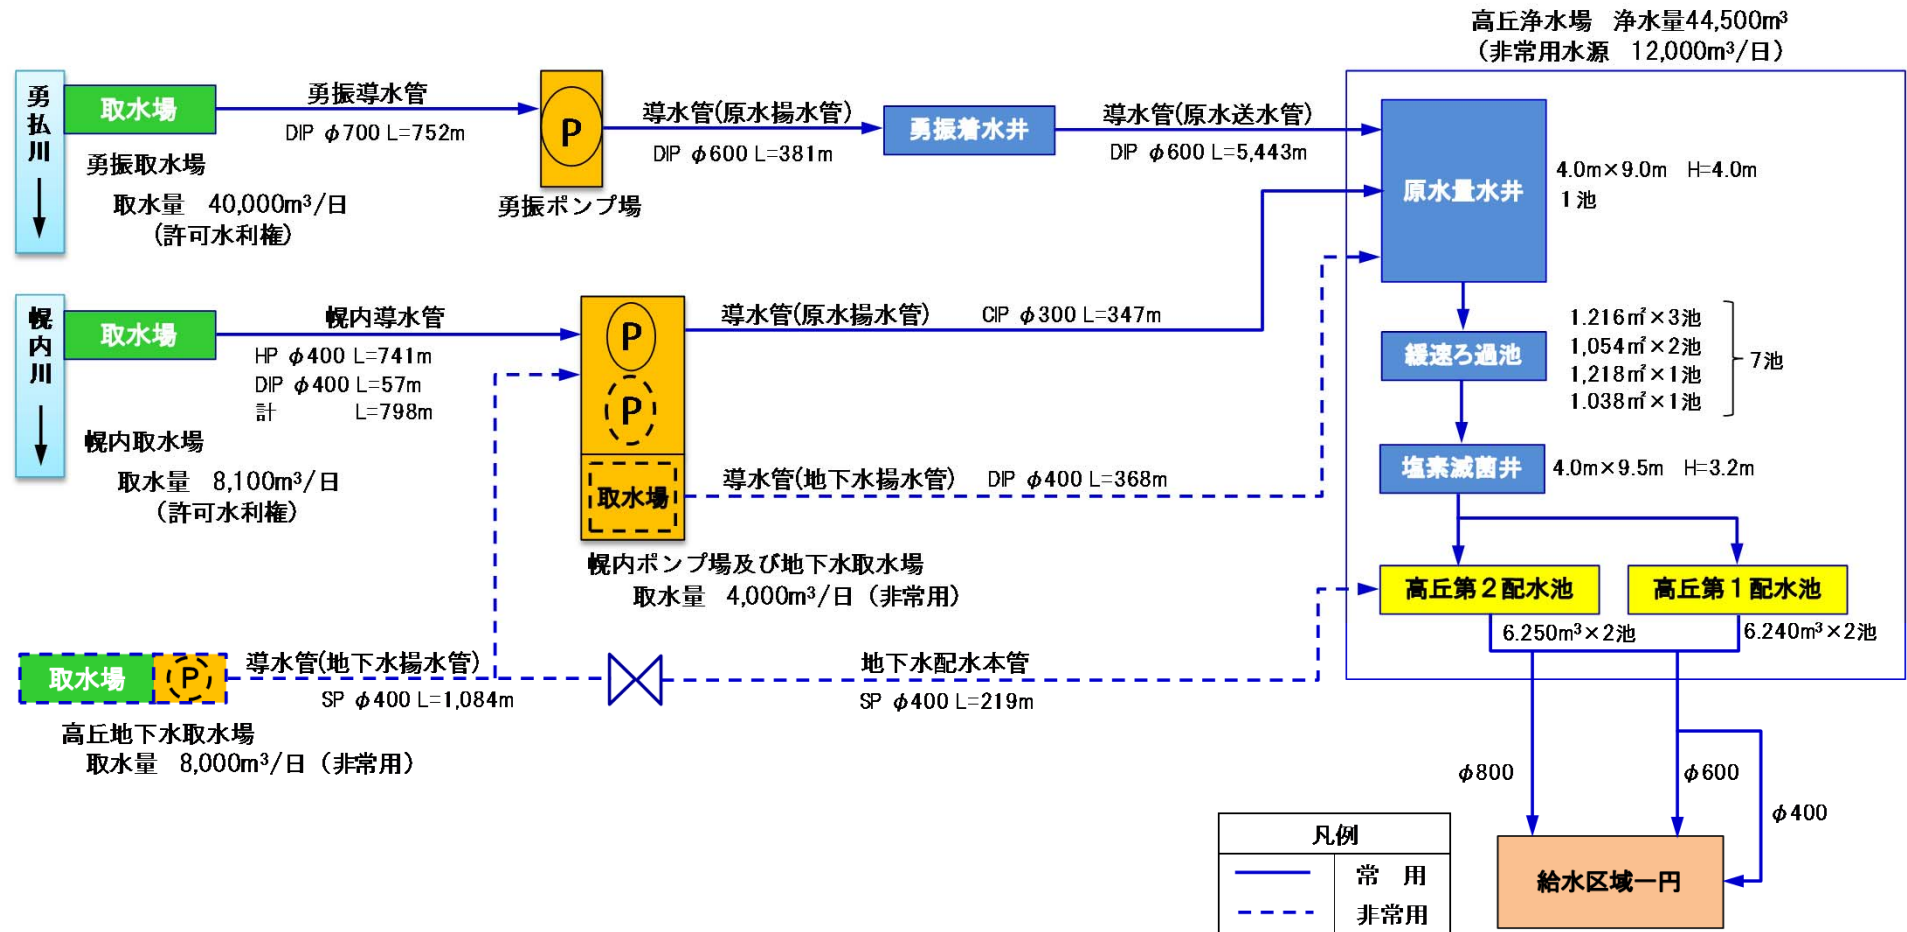 高丘浄水場　浄水量44,500m³
（非常用水源　12,000m³/日）
勇払川
取水場
勇振導水管
DIP φ700 L=752m
勇振取水場
取水量　40,000m³/日
(許可水利権)
P
勇振ポンプ場
導水管(原水揚水管)
DIP φ600 L=381m
勇振着水井
導水管(原水送水管)
DIP φ600 L=5,443m
原水量水井
4.0m×9.0m　H=4.0m
1池
幌内川
取水場
幌内導水管
HP φ400 L=741m
DIP φ400 L=57m
計　　　L=798m
幌内取水場
取水量　8,100m³/日
(許可水利権)
P
P
取水場
導水管(原水揚水管)　CIP φ300 L=347m
導水管(地下水揚水管)　DIP φ400 L=368m
幌内ポンプ場及び地下水取水場
取水量　4,000m³/日（非常用）
緩速ろ過池
1.216㎡×3池
1,054㎡×2池
1,218㎡×1池
1.038㎡×1池
7池
塩素滅菌井
4.0m×9.5m　H=3.2m
高丘第２配水池
高丘第１配水池
6.250m³×2池
6.240m³×2池
取水場
P
導水管(地下水揚水管)
SP φ400 L=1,084m
地下水配水本管
SP φ400 L=219m
高丘地下水取水場
取水量　8,000m³/日（非常用）
φ800
φ600
φ400
給水区域一円
凡例
常　用
非常用